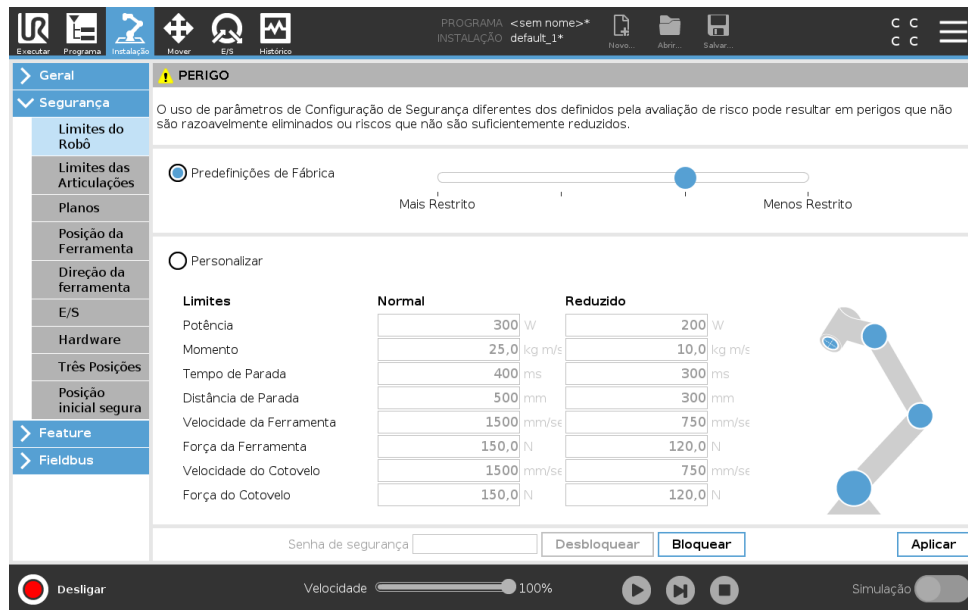 UR
PROGRAMA <sem nome>*
INSTALAÇÃO default_1*
Executar Programa Instalação Mover E/S Histórico Novo... Abrir... Salvar...
C C
C C
Geral
Segurança
Limites do
Robô
Limites das
Articulações
Planos
Posição da
Ferramenta
Direção da
ferramenta
E/S
Hardware
Três Posições
Posição
inicial segura
Feature
Fieldbus
PERIGO
O uso de parâmetros de Configuração de Segurança diferentes dos definidos pela avaliação de risco pode resultar em perigos que não
são razoavelmente eliminados ou riscos que não são suficientemente reduzidos.
Predefinições de Fábrica
Mais Restrito Menos Restrito
Personalizar
Limites Normal Reduzido
Potência 300 W 200 W
Momento 25,0 kg m/s 10,0 kg m/s
Tempo de Parada 400 ms 300 ms
Distância de Parada 500 mm 300 mm
Velocidade da Ferramenta 1500 mm/se 750 mm/se
Força da Ferramenta 150,0 N 120,0 N
Velocidade do Cotovelo 1500 mm/se 750 mm/se
Força do Cotovelo 150,0 N 120,0 N
Senha de segurança Desbloquear Bloquear Aplicar
Desligar Velocidade 100% Simulação